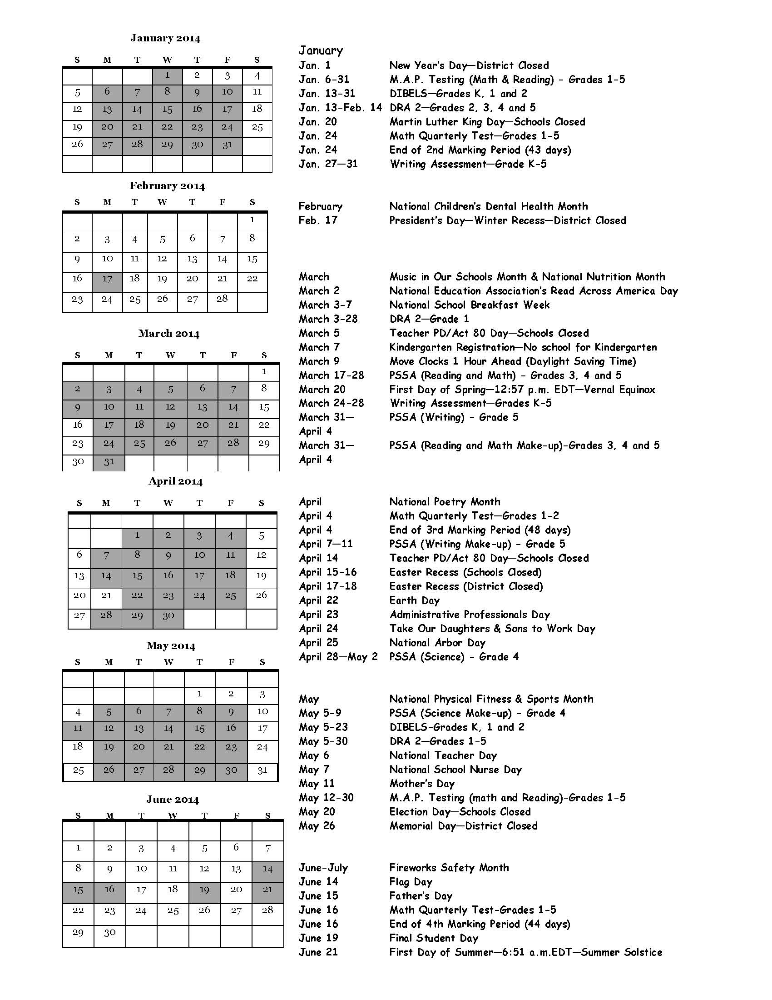 January 2014
S M T W T F S
1 2 3 4
5 6 7 8 9 10 11
12 13 14 15 16 17 18
19 20 21 22 23 24 25
26 27 28 29 30 31
February 2014
S M T W T F S
1
2 3 4 5 6 7 8
9 10 11 12 13 14 15
16 17 18 19 20 21 22
23 24 25 26 27 28
March 2014
S M T W T F S
1
2 3 4 5 6 7 8
9 10 11 12 13 14 15
16 17 18 19 20 21 22
23 24 25 26 27 28 29
30 31
April 2014
S M T W T F S
1 2 3 4 5
6 7 8 9 10 11 12
13 14 15 16 17 18 19
20 21 22 23 24 25 26
27 28 29 30
May 2014
S M T W T F S
1 2 3
4 5 6 7 8 9 10
11 12 13 14 15 16 17
18 19 20 21 22 23 24
25 26 27 28 29 30 31
June 2014
S M T W T F S
1 2 3 4 5 6 7
8 9 10 11 12 13 14
15 16 17 18 19 20 21
22 23 24 25 26 27 28
29 30
January
Jan. 1 New Year's Day—District Closed
Jan. 6-31 M.A.P. Testing (Math & Reading) - Grades 1-5
Jan. 13-31 DIBELS—Grades K, 1 and 2
Jan. 13-Feb. 14 DRA 2—Grades 2, 3, 4 and 5
Jan. 20 Martin Luther King Day—Schools Closed
Jan. 24 Math Quarterly Test—Grades 1-5
Jan. 24 End of 2nd Marking Period (43 days)
Jan. 27—31 Writing Assessment—Grade K-5
February National Children's Dental Health Month
Feb. 17 President's Day—Winter Recess—District Closed
March Music in Our Schools Month & National Nutrition Month
March 2 National Education Association's Read Across America Day
March 3-7 National School Breakfast Week
March 3-28 DRA 2—Grade 1
March 5 Teacher PD/Act 80 Day—Schools Closed
March 7 Kindergarten Registration—No school for Kindergarten
March 9 Move Clocks 1 Hour Ahead (Daylight Saving Time)
March 17-28 PSSA (Reading and Math) - Grades 3, 4 and 5
March 20 First Day of Spring—12:57 p.m. EDT—Vernal Equinox
March 24-28 Writing Assessment—Grades K-5
March 31— PSSA (Writing) - Grade 5
April 4
March 31— PSSA (Reading and Math Make-up)-Grades 3, 4 and 5
April 4
April National Poetry Month
April 4 Math Quarterly Test—Grades 1-2
April 4 End of 3rd Marking Period (48 days)
April 7—11 PSSA (Writing Make-up) - Grade 5
April 14 Teacher PD/Act 80 Day—Schools Closed
April 15-16 Easter Recess (Schools Closed)
April 17-18 Easter Recess (District Closed)
April 22 Earth Day
April 23 Administrative Professionals Day
April 24 Take Our Daughters & Sons to Work Day
April 25 National Arbor Day
April 28—May 2 PSSA (Science) - Grade 4
May National Physical Fitness & Sports Month
May 5-9 PSSA (Science Make-up) - Grade 4
May 5-23 DIBELS-Grades K, 1 and 2
May 5-30 DRA 2—Grades 1-5
May 6 National Teacher Day
May 7 National School Nurse Day
May 11 Mother's Day
May 12-30 M.A.P. Testing (math and Reading)-Grades 1-5
May 20 Election Day—Schools Closed
May 26 Memorial Day—District Closed
June-July Fireworks Safety Month
June 14 Flag Day
June 15 Father's Day
June 16 Math Quarterly Test-Grades 1-5
June 16 End of 4th Marking Period (44 days)
June 19 Final Student Day
June 21 First Day of Summer—6:51 a.m.EDT—Summer Solstice